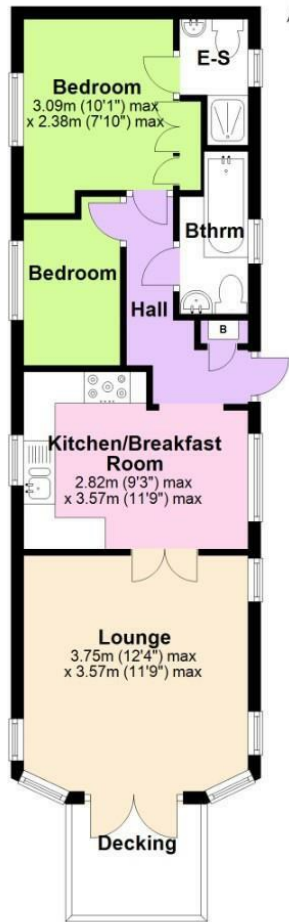 E-S
Bedroom
3.09m (10'1") max
x 2.38m (7'10") max
Bthrm
Bedroom
Hall
B
Kitchen/Breakfast
Room
2.82m (9'3") max
x 3.57m (11'9") max
Lounge
3.75m (12'4") max
x 3.57m (11'9") max
Decking